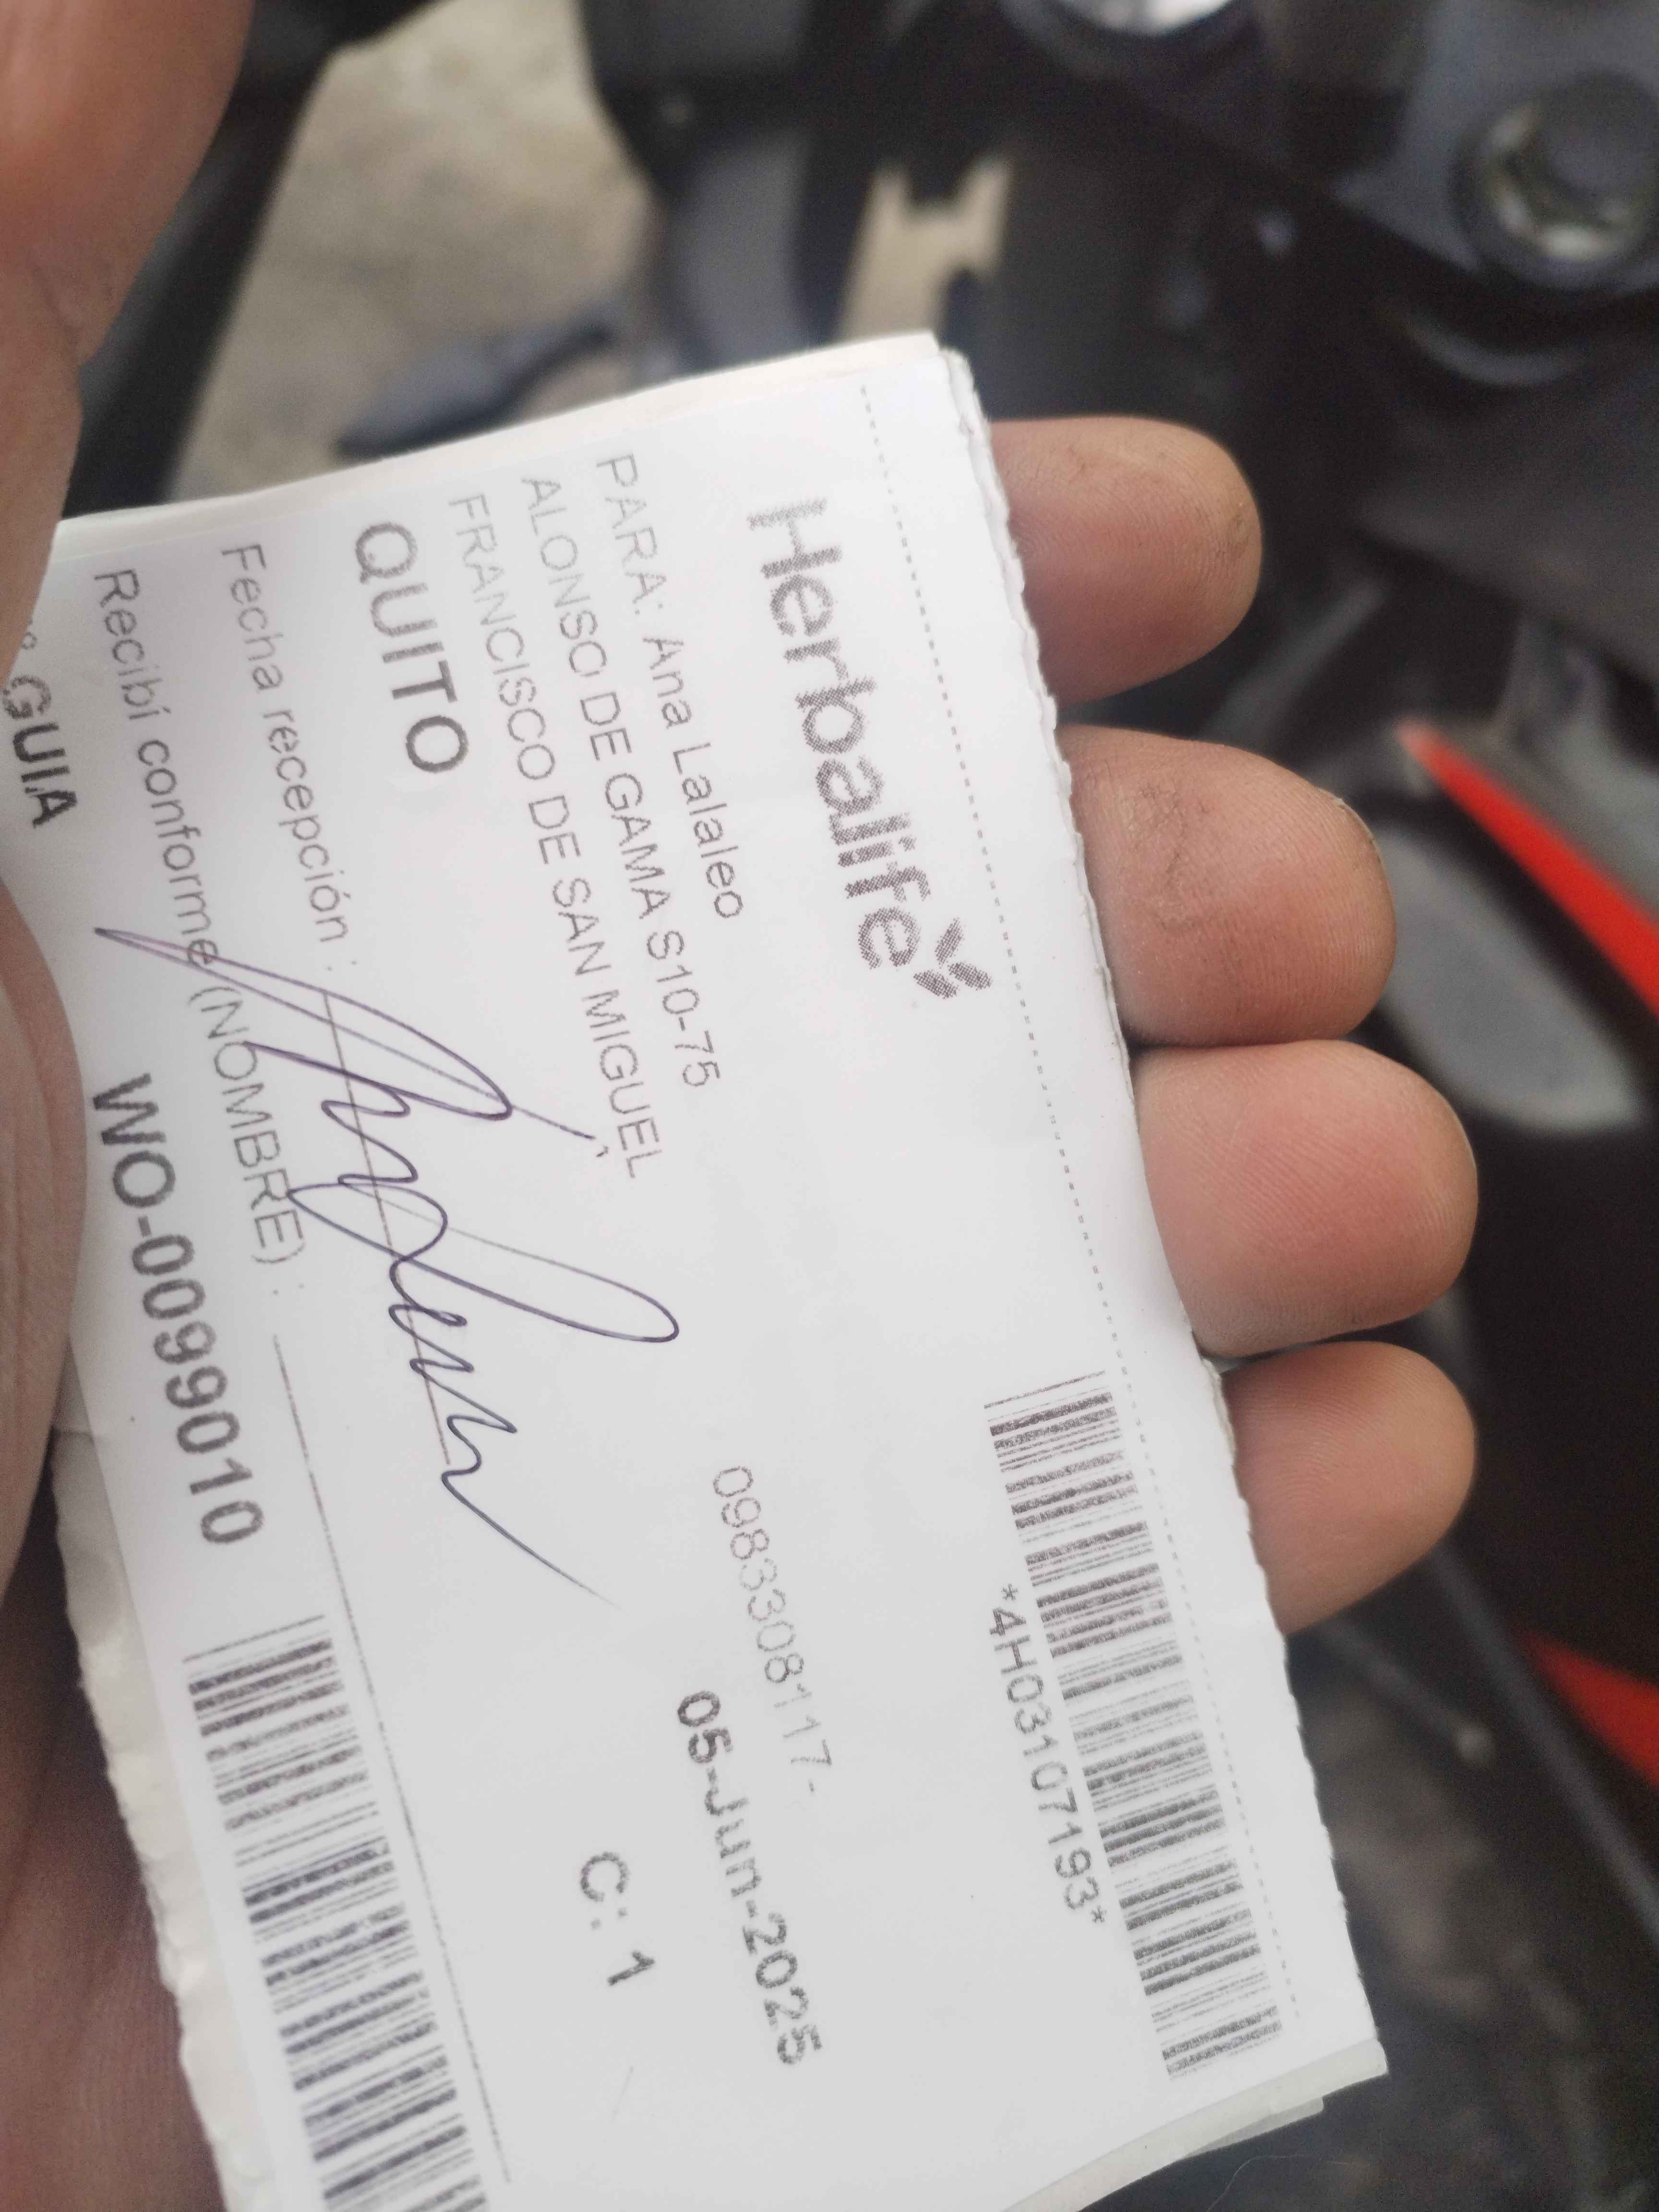 Herbalife
*4H03107193*
PARA: Ana Lalaleo
0983308117-
ALONSO DE GAMA S10-75
05-Jun-2025
FRANCISCO DE SAN MIGUEL
C: 1
QUITO
Fecha recepción :
Recibí conforme (NOMBRE) :
GUIA
WO-0099010